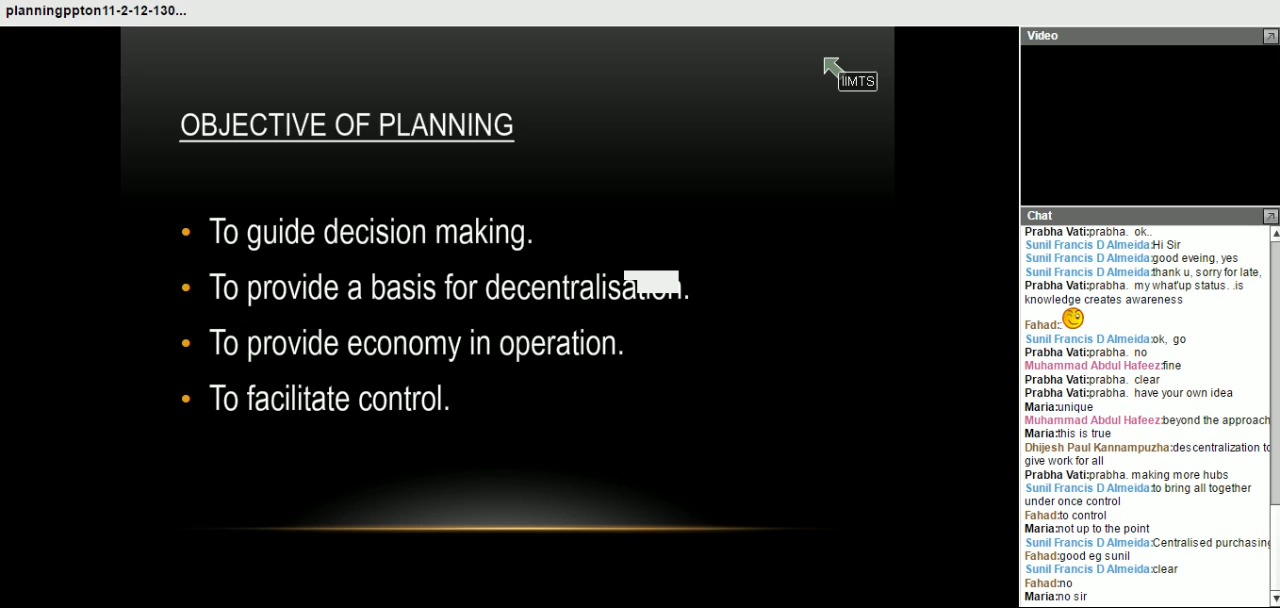 planningppton11-2-12-130...
IIMTS
OBJECTIVE OF PLANNING
• To guide decision making.
• To provide a basis for decentralisation.
• To provide economy in operation.
• To facilitate control.
Video
Chat
Prabha Vati:prabha. ok..
Sunil Francis D Almeida:Hi Sir
Sunil Francis D Almeida:good eveing, yes
Sunil Francis D Almeida:thank u, sorry for late,
Prabha Vati:prabha. my what'up status. .is
knowledge creates awareness
Fahad::
Sunil Francis D Almeida:ok, go
Prabha Vati:prabha. no
Muhammad Abdul Hafeez:fine
Prabha Vati:prabha. clear
Prabha Vati:prabha. have your own idea
Maria:unique
Muhammad Abdul Hafeez:beyond the approach
Maria:this is true
Dhijesh Paul Kannampuzha:descentralization to
give work for all
Prabha Vati:prabha. making more hubs
Sunil Francis D Almeida:to bring all together
under once control
Fahad:to control
Maria:not up to the point
Sunil Francis D Almeida:Centralised purchasing
Fahad:good eg sunil
Sunil Francis D Almeida:clear
Fahad:no
Maria:no sir